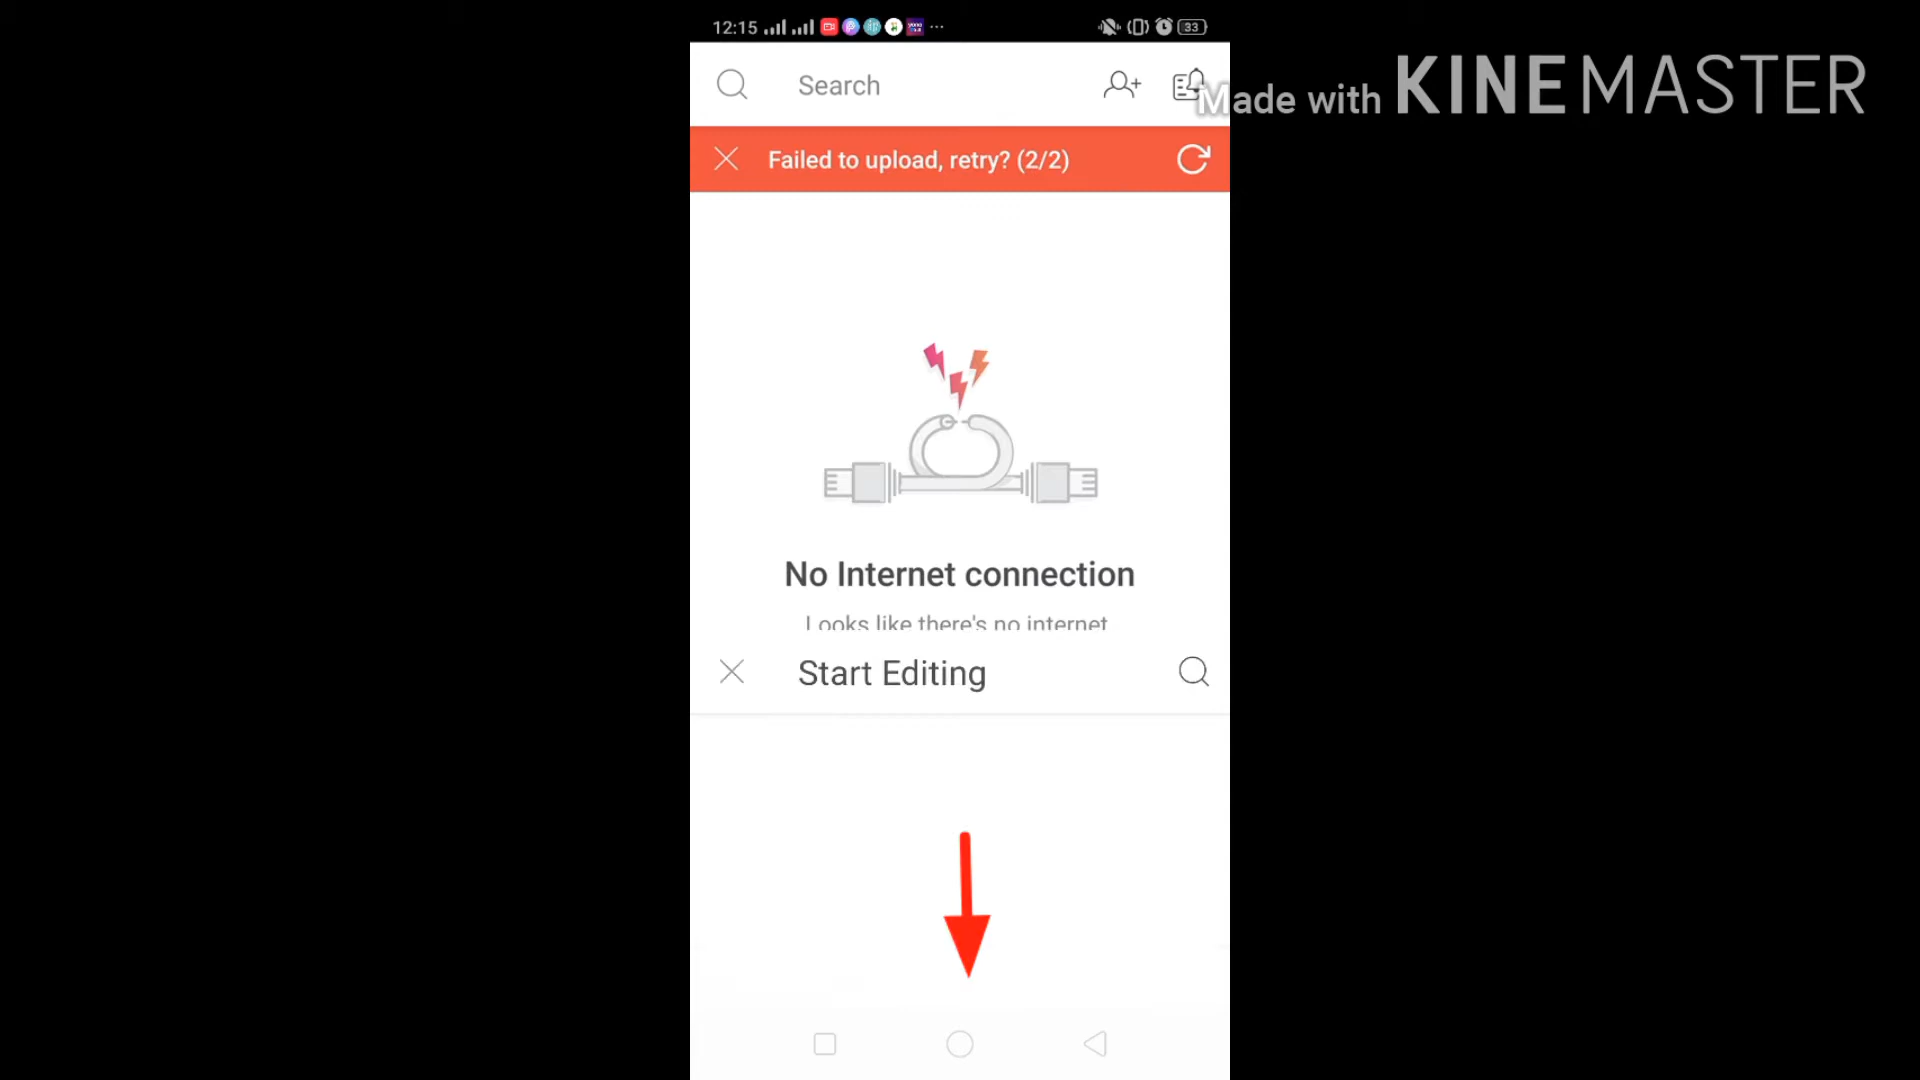 12:15
33
Search
Made with KINEMASTER
Failed to upload, retry? (2/2)
No Internet connection
Looks like there's no internet
Start Editing